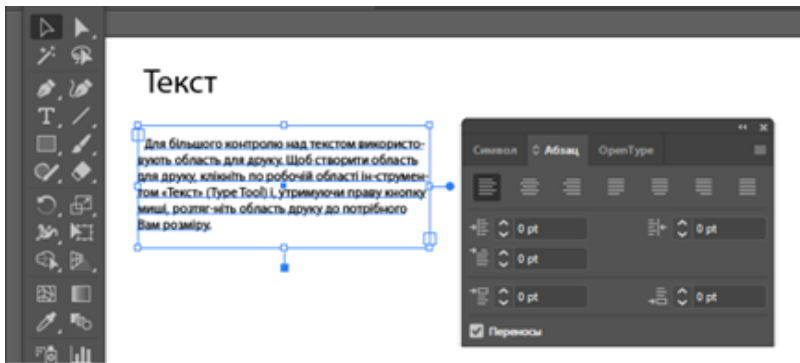 Текст
Для більшого контролю над текстом використо-
вують область для друку. Щоб створити область
для друку, клікніть по робочій області ін-струмен-
том «Текст» (Type Tool) і, утримуючи праву кнопку
миші, розтяг-ніть область друку до потрібного
Вам розміру.
Символ Абзац OpenType
0 pt 0 pt
0 pt
0 pt 0 pt
Переносы